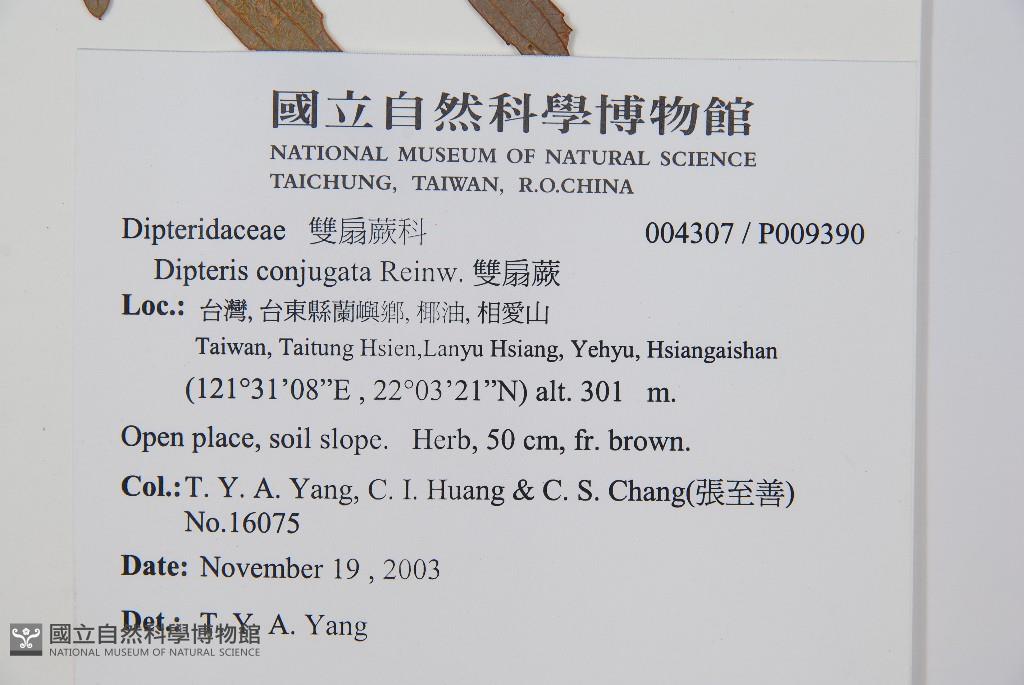 國立自然科學博物館
NATIONAL MUSEUM OF NATURAL SCIENCE
TAICHUNG, TAIWAN, R.O.CHINA
Dipteridaceae 雙扇蕨科 004307 / P009390
Dipteris conjugata Reinw. 雙扇蕨
Loc.: 台灣, 台東縣蘭嶼鄉, 椰油, 相愛山
Taiwan, Taitung Hsien,Lanyu Hsiang, Yehyu, Hsiangaishan
(121°31’08”E , 22°03’21”N) alt. 301 m.
Open place, soil slope. Herb, 50 cm, fr. brown.
Col.: T. Y. A. Yang, C. I. Huang & C. S. Chang(張至善)
No.16075
Date: November 19 , 2003
Det.: T. Y. A. Yang
國立自然科學博物館
NATIONAL MUSEUM OF NATURAL SCIENCE